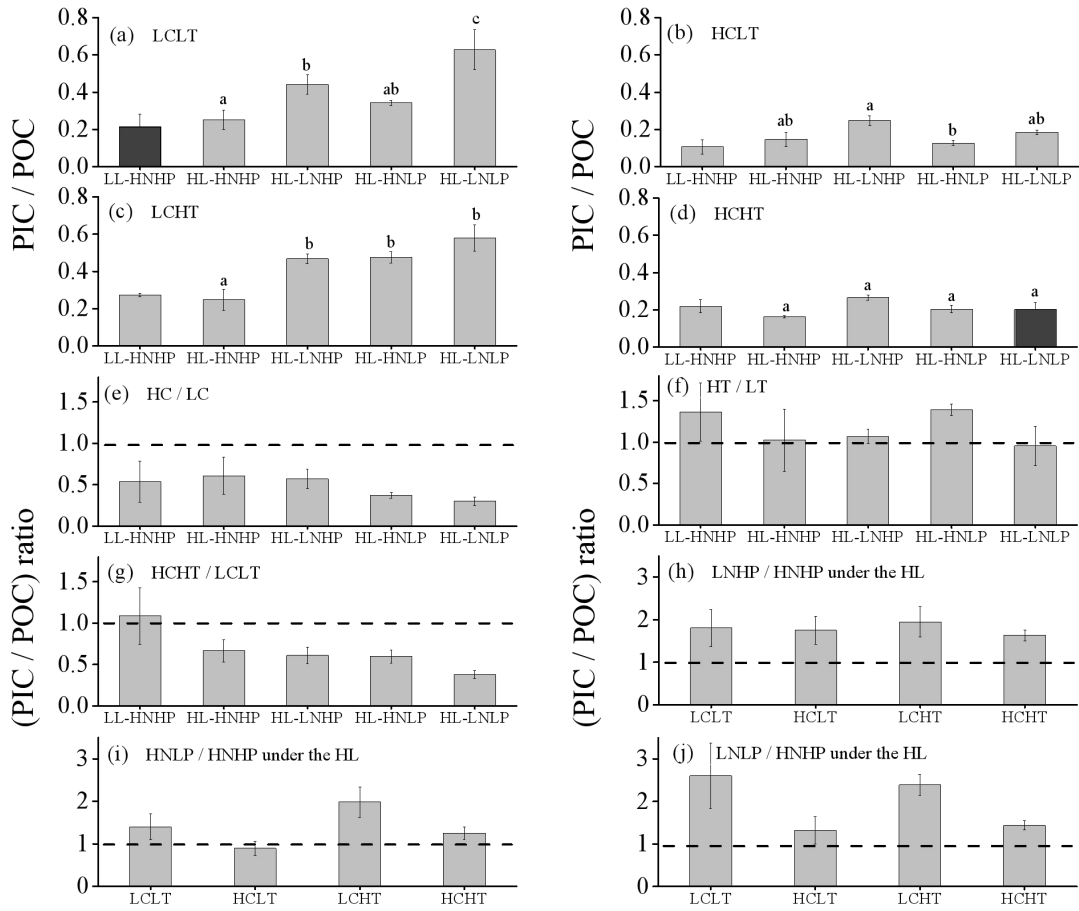 PIC / POC
(PIC / POC) ratio
(a) LCLT
0.8
0.6
0.4
0.2
0.0
a
b
ab
c
LL-HNHP HL-HNHP HL-LNHP HL-HNLP HL-LNLP
(c) LCHT
0.8
0.6
0.4
0.2
0.0
a
b
b
b
LL-HNHP HL-HNHP HL-LNHP HL-HNLP HL-LNLP
(e) HC / LC
1.5
1.0
0.5
0.0
LL-HNHP HL-HNHP HL-LNHP HL-HNLP HL-LNLP
(g) HCHT / LCLT
1.5
1.0
0.5
0.0
LL-HNHP HL-HNHP HL-LNHP HL-HNLP HL-LNLP
(i) HNLP / HNHP under the HL
3
2
1
0
LCLT HCLT LCHT HCHT
PIC / POC
(PIC / POC) ratio
(b) HCLT
0.8
0.6
0.4
0.2
0.0
ab
a
b
ab
LL-HNHP HL-HNHP HL-LNHP HL-HNLP HL-LNLP
(d) HCHT
0.8
0.6
0.4
0.2
0.0
a
a
a
a
LL-HNHP HL-HNHP HL-LNHP HL-HNLP HL-LNLP
(f) HT / LT
1.5
1.0
0.5
0.0
LL-HNHP HL-HNHP HL-LNHP HL-HNLP HL-LNLP
(h) LNHP / HNHP under the HL
3
2
1
0
LCLT HCLT LCHT HCHT
(j) LNLP / HNHP under the HL
3
2
1
0
LCLT HCLT LCHT HCHT